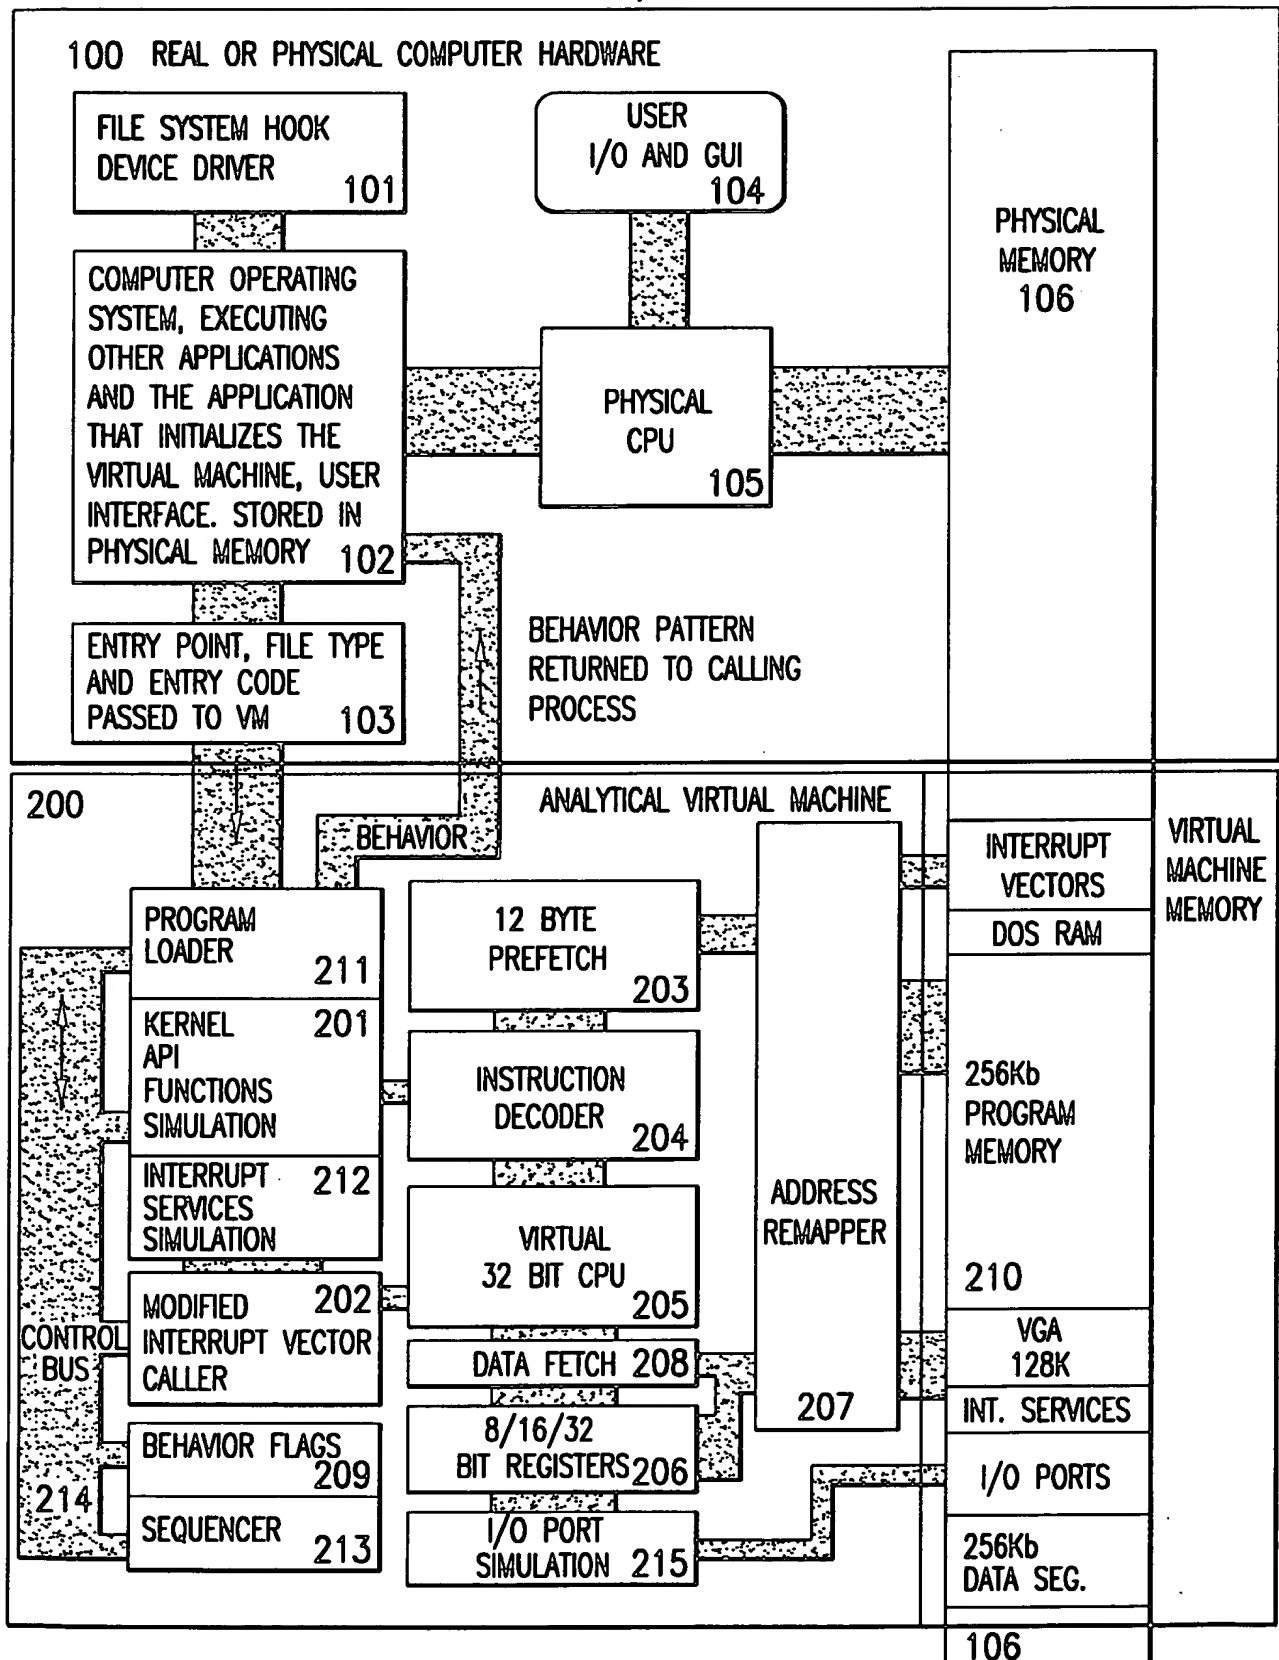 100 REAL OR PHYSICAL COMPUTER HARDWARE
FILE SYSTEM HOOK
DEVICE DRIVER
101
USER
I/O AND GUI
104
PHYSICAL
MEMORY
106
COMPUTER OPERATING
SYSTEM, EXECUTING
OTHER APPLICATIONS
AND THE APPLICATION
THAT INITIALIZES THE
VIRTUAL MACHINE, USER
INTERFACE. STORED IN
PHYSICAL MEMORY 102
PHYSICAL
CPU
105
ENTRY POINT, FILE TYPE
AND ENTRY CODE
PASSED TO VM 103
BEHAVIOR PATTERN
RETURNED TO CALLING
PROCESS
200
ANALYTICAL VIRTUAL MACHINE
BEHAVIOR
PROGRAM
LOADER
211
KERNEL 201
API
FUNCTIONS
SIMULATION
INTERRUPT 212
SERVICES
SIMULATION
MODIFIED 202
INTERRUPT VECTOR
CALLER
CONTROL
BUS
BEHAVIOR FLAGS
209
214
SEQUENCER 213
12 BYTE
PREFETCH
203
INSTRUCTION
DECODER
204
VIRTUAL
32 BIT CPU
205
DATA FETCH 208
8/16/32
BIT REGISTERS 206
I/O PORT
SIMULATION 215
ADDRESS
REMAPPER
207
INTERRUPT
VECTORS
DOS RAM
256Kb
PROGRAM
MEMORY
210
VGA
128K
INT. SERVICES
I/O PORTS
256Kb
DATA SEG.
106
VIRTUAL
MACHINE
MEMORY